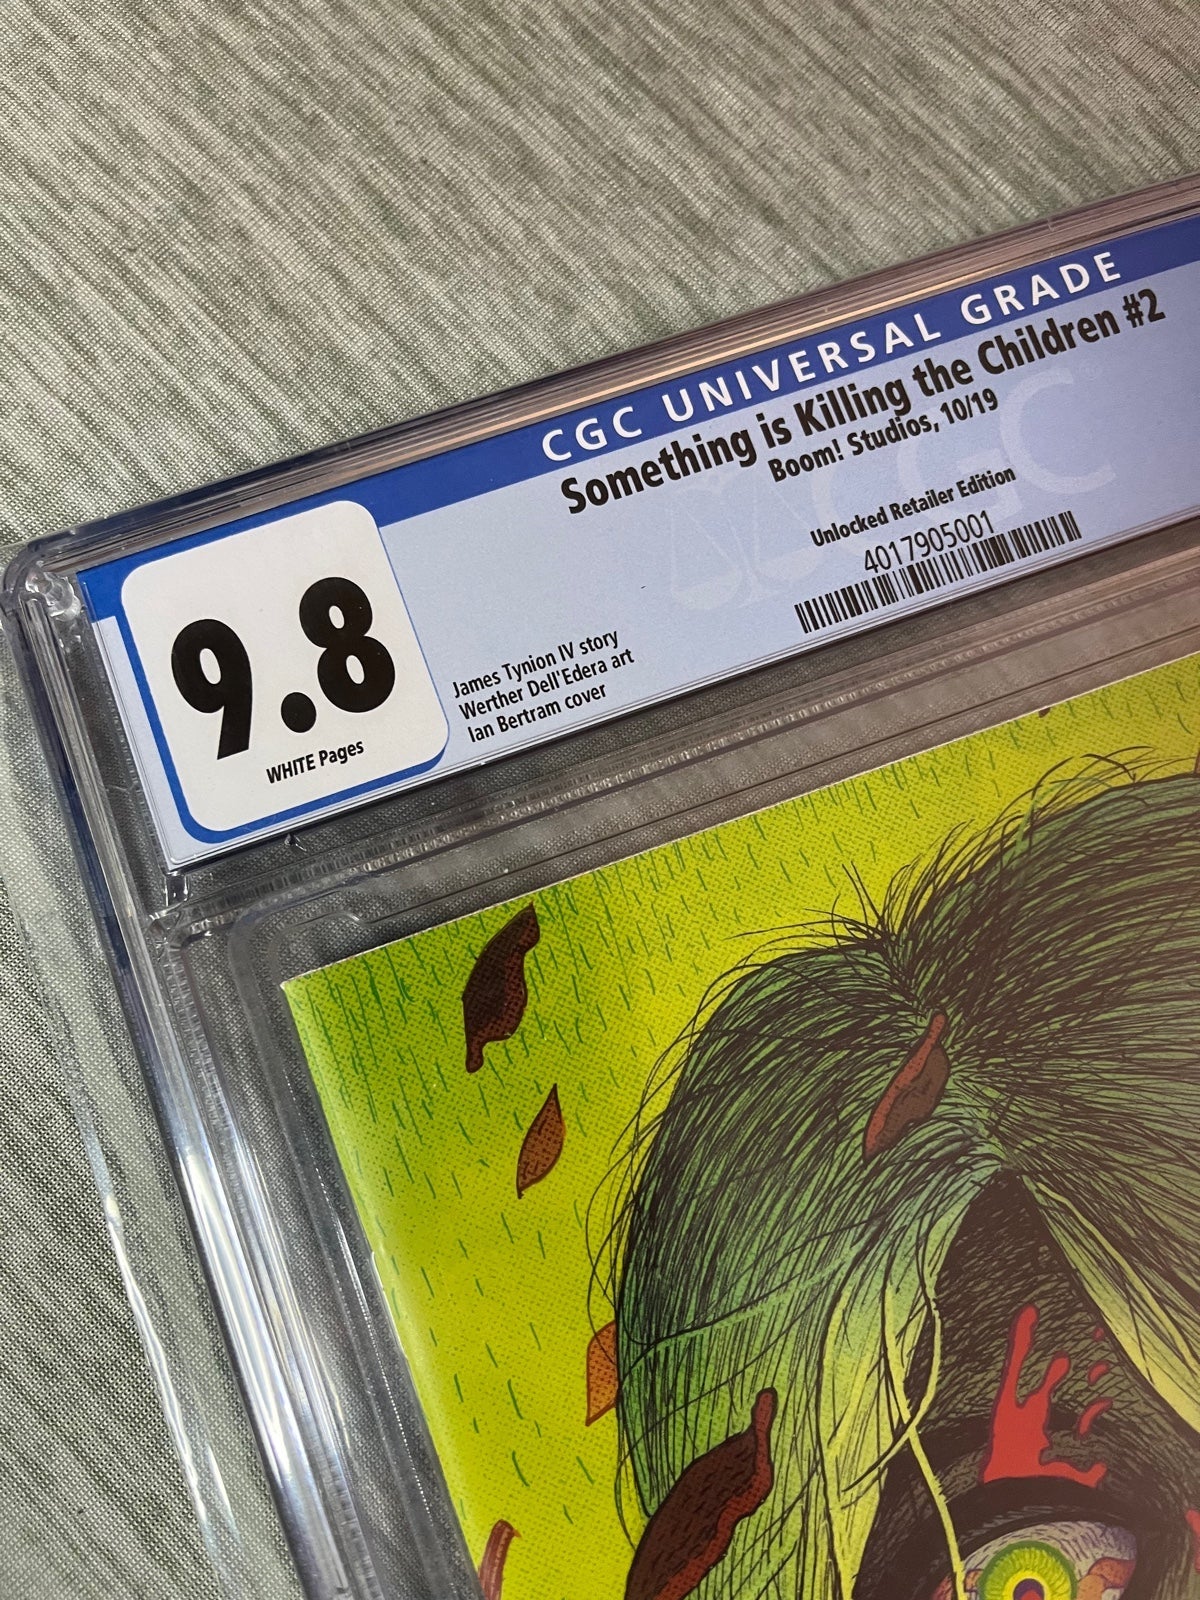 CGC UNIVERSAL GRADE
Something is Killing the Children #2
Boom! Studios, 10/19
Unlocked Retailer Edition
4017905001
9.8
WHITE Pages
James Tynion IV story
Werther Dell'Edera art
Ian Bertram cover
CGC